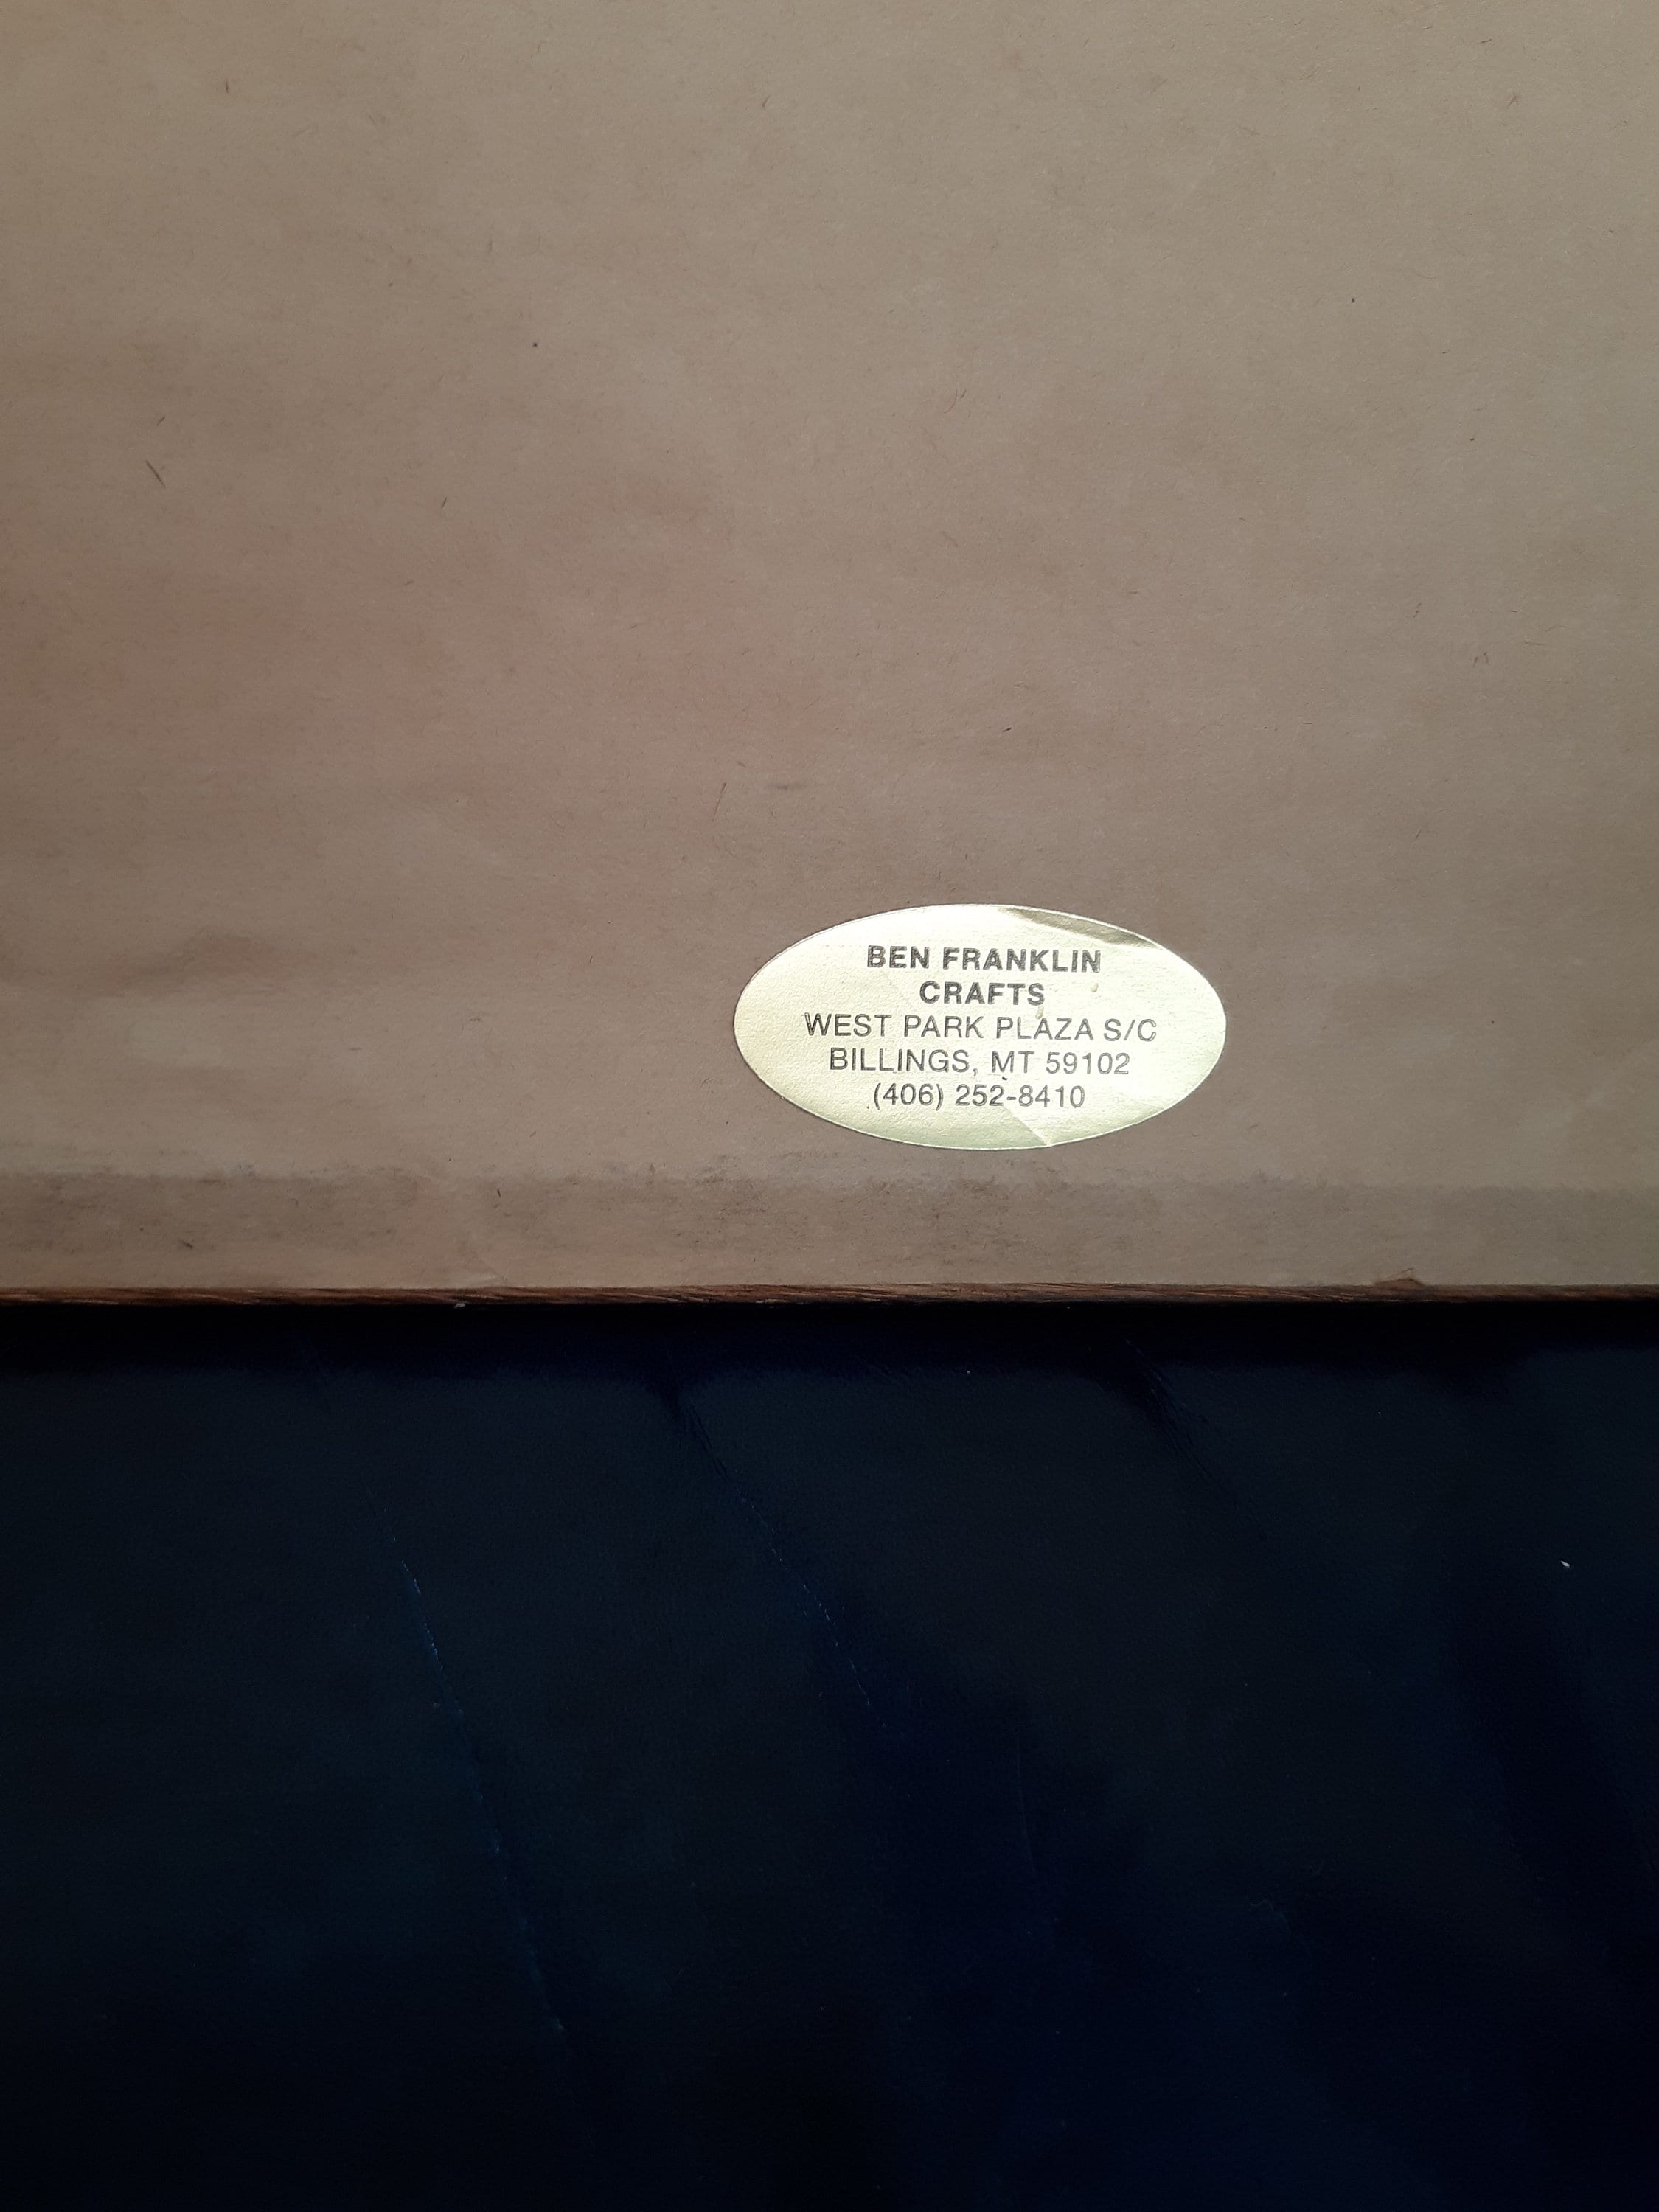 BEN FRANKLIN
CRAFTS
WEST PARK PLAZA S/C
BILLINGS, MT 59102
(406) 252-8410